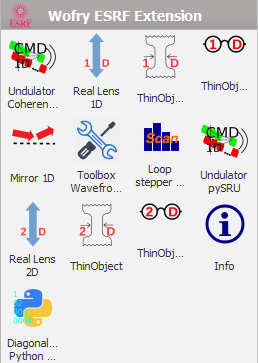 ESRF
Wofry ESRF Extension
CMD
1D
Undulator
Coheren...
1 D
Real Lens
1D
1 D
ThinObj...
1 D
ThinObj...
Mirror 1D
Toolbox
Wavefro...
Scan
Loop
stepper ...
CMD
1D
Undulator
pySRU
2 D
Real Lens
2D
2 D
ThinObject
2 D
ThinObj...
i
Info
Diagonal...
Python ...